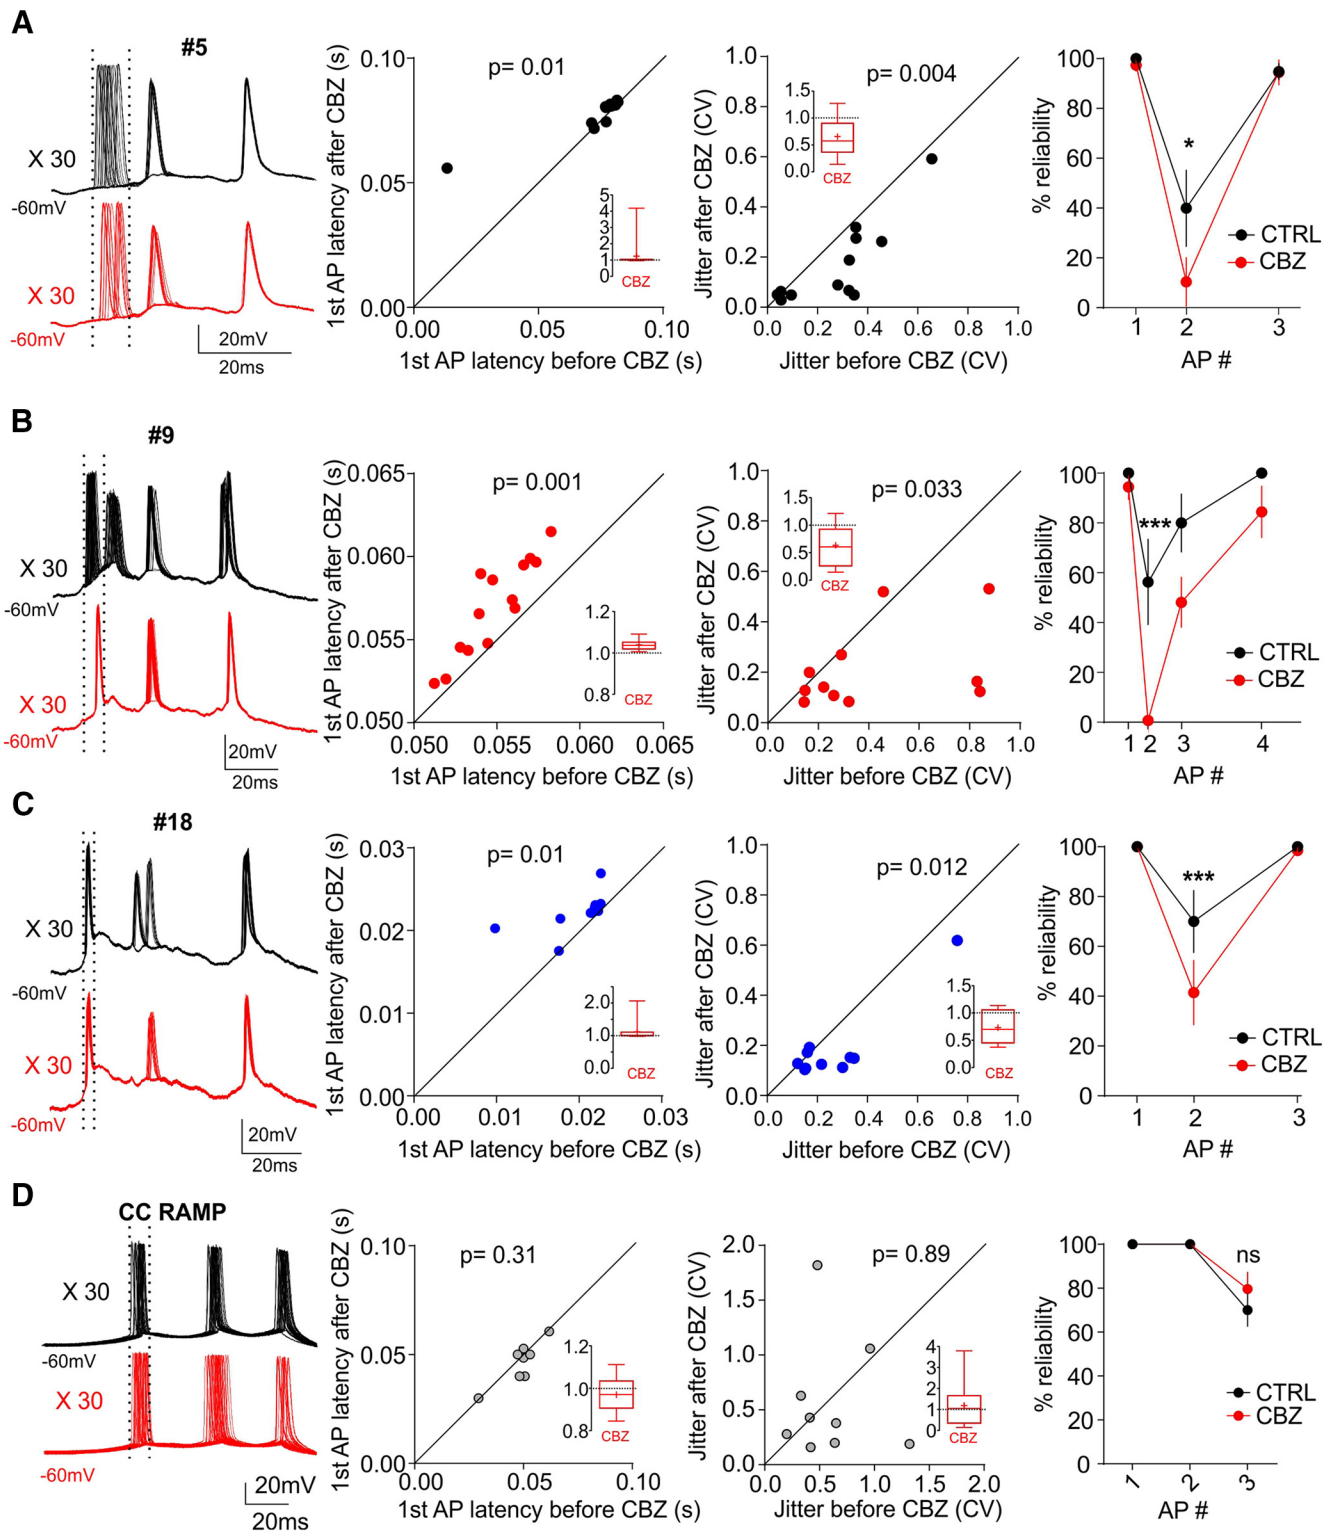 A
#5
X 30
-60mV
X 30
-60mV
20mV
20ms
1st AP latency after CBZ (s)
0.10
0.05
0.00
p= 0.01
5
4
3
2
1
0
CBZ
0.00 0.05 0.10
1st AP latency before CBZ (s)
Jitter after CBZ (CV)
1.0
0.8
0.6
0.4
0.2
0.0
p= 0.004
1.5
1.0
0.5
0.0
CBZ
0.0 0.2 0.4 0.6 0.8 1.0
Jitter before CBZ (CV)
% reliability
100
80
60
40
20
0
*
CTRL
CBZ
1 2 3
AP #
B
#9
X 30
-60mV
X 30
-60mV
20mV
20ms
1st AP latency after CBZ (s)
0.065
0.060
0.055
0.050
p= 0.001
1.2
1.0
0.8
CBZ
0.050 0.055 0.060 0.065
1st AP latency before CBZ (s)
Jitter after CBZ (CV)
1.0
0.8
0.6
0.4
0.2
0.0
p= 0.033
1.5
1.0
0.5
0.0
CBZ
0.0 0.2 0.4 0.6 0.8 1.0
Jitter before CBZ (CV)
% reliability
100
80
60
40
20
0
***
CTRL
CBZ
1 2 3 4
AP #
C
#18
X 30
-60mV
X 30
-60mV
20mV
20ms
1st AP latency after CBZ (s)
0.03
0.02
0.01
0.00
p= 0.01
2.0
1.0
0.0
CBZ
0.00 0.01 0.02 0.03
1st AP latency before CBZ (s)
Jitter after CBZ (CV)
1.0
0.8
0.6
0.4
0.2
0.0
p= 0.012
1.5
1.0
0.5
0.0
CBZ
0.0 0.2 0.4 0.6 0.8 1.0
Jitter before CBZ (CV)
% reliability
100
80
60
40
20
0
***
CTRL
CBZ
1 2 3
AP #
D
CC RAMP
X 30
-60mV
X 30
-60mV
20mV
20ms
1st AP latency after CBZ (s)
0.10
0.05
0.00
p= 0.31
1.2
1.0
0.8
CBZ
0.00 0.05 0.10
1st AP latency before CBZ (s)
Jitter after CBZ (CV)
2.0
1.5
1.0
0.5
0.0
p= 0.89
4
3
2
1
0
CBZ
0.0 0.5 1.0 1.5 2.0
Jitter before CBZ (CV)
% reliability
100
80
60
40
20
0
ns
CTRL
CBZ
1 2 3
AP #